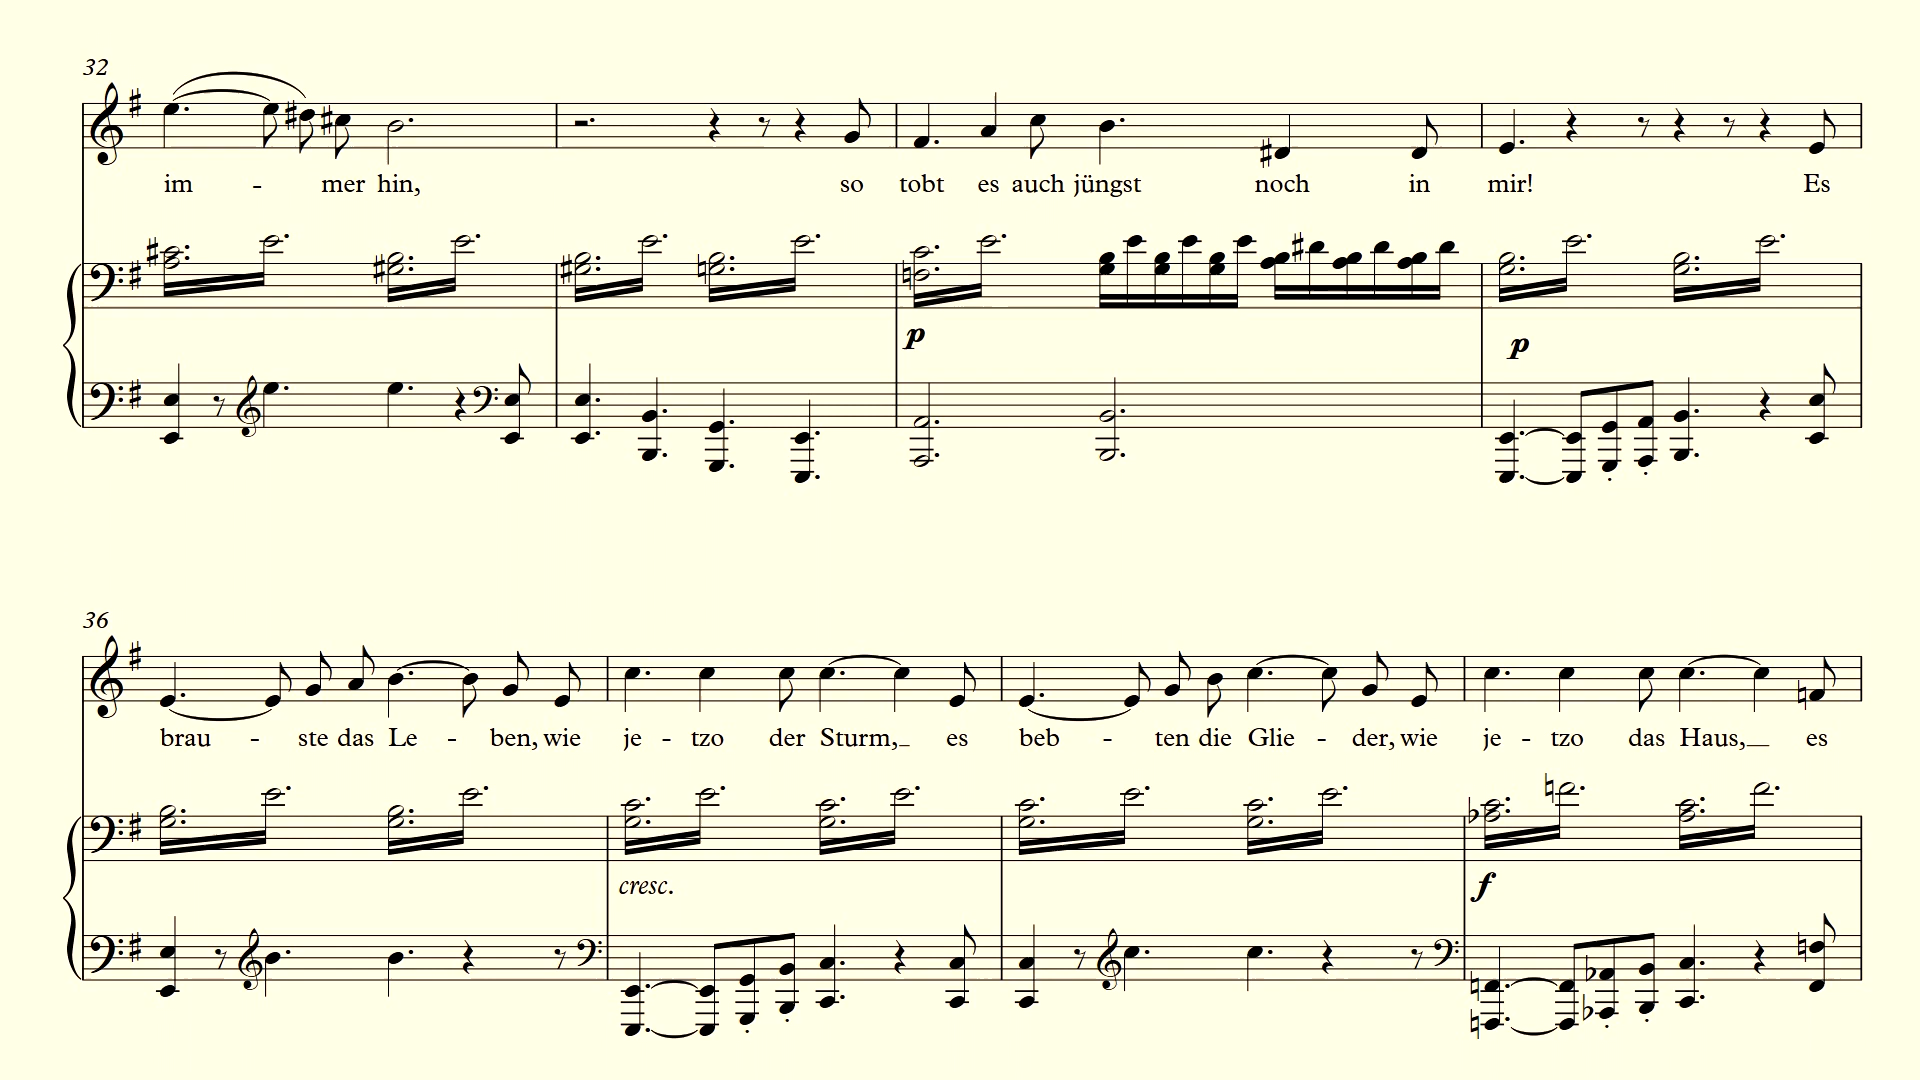 32
im - mer hin, so tobt es auch jüngst noch in mir! Es
p p
36
brau - ste das Le - ben, wie je - tzo der Sturm,_ es beb - ten die Glie - der, wie je - tzo das Haus,__ es
cresc. f